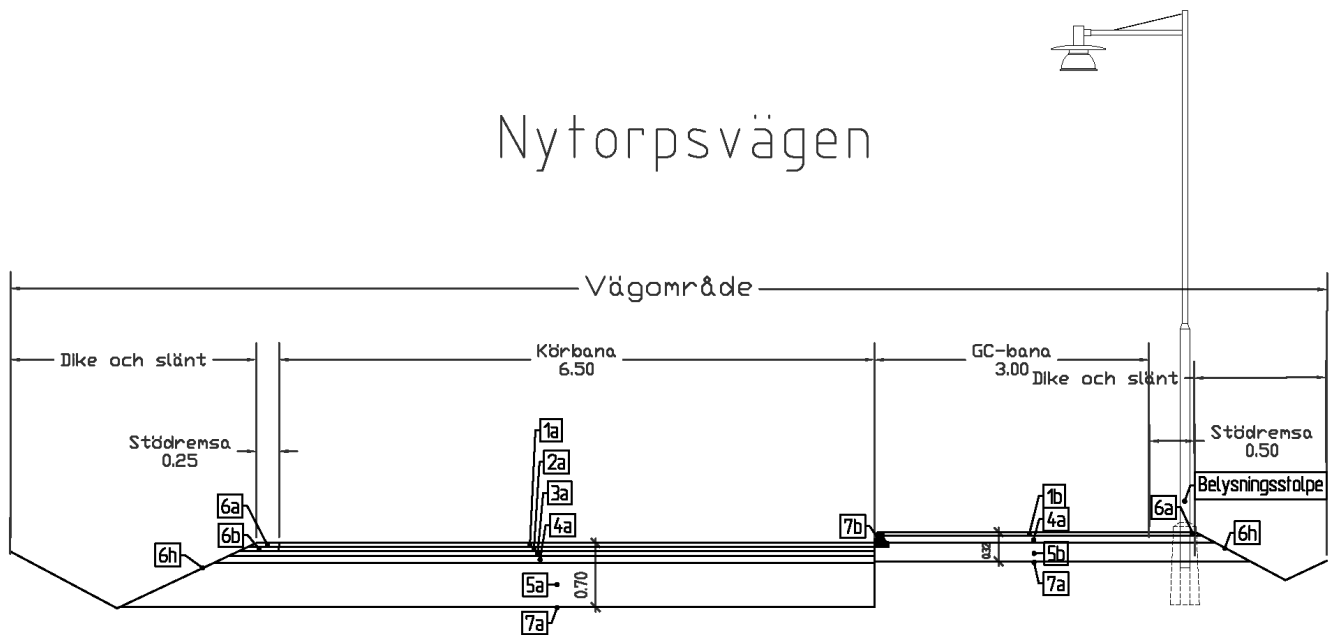 Nytorpsvägen
Vägområde
Dike och slänt
Körbana
6.50
GC-bana
3.00
Dike och slänt
Stödremsa
0.25
Stödremsa
0.50
1a
2a
3a
4a
6a
6b
6h
5a
0.70
7a
7b
1b
4a
0.32
5b
7a
6a
6h
Belysningsstolpe